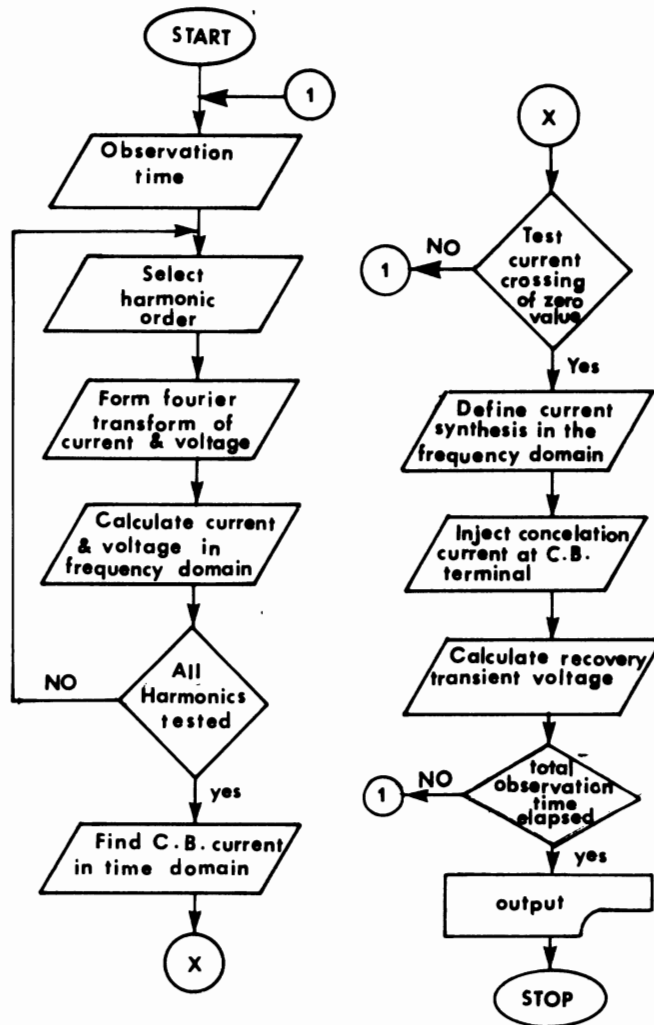 START
1
Observation
time
Select
harmonic
order
Form fourier
transform of
current & voltage
Calculate current
& voltage in
frequency domain
All
Harmonics
tested
NO
yes
Find C.B. current
in time domain
X
X
Test
current
crossing
of zero
value
NO
1
Yes
Define current
synthesis in the
frequency domain
Inject concelation
current at C.B.
terminal
Calculate recovery
transient voltage
total
observation
time
elapsed
NO
1
yes
output
STOP